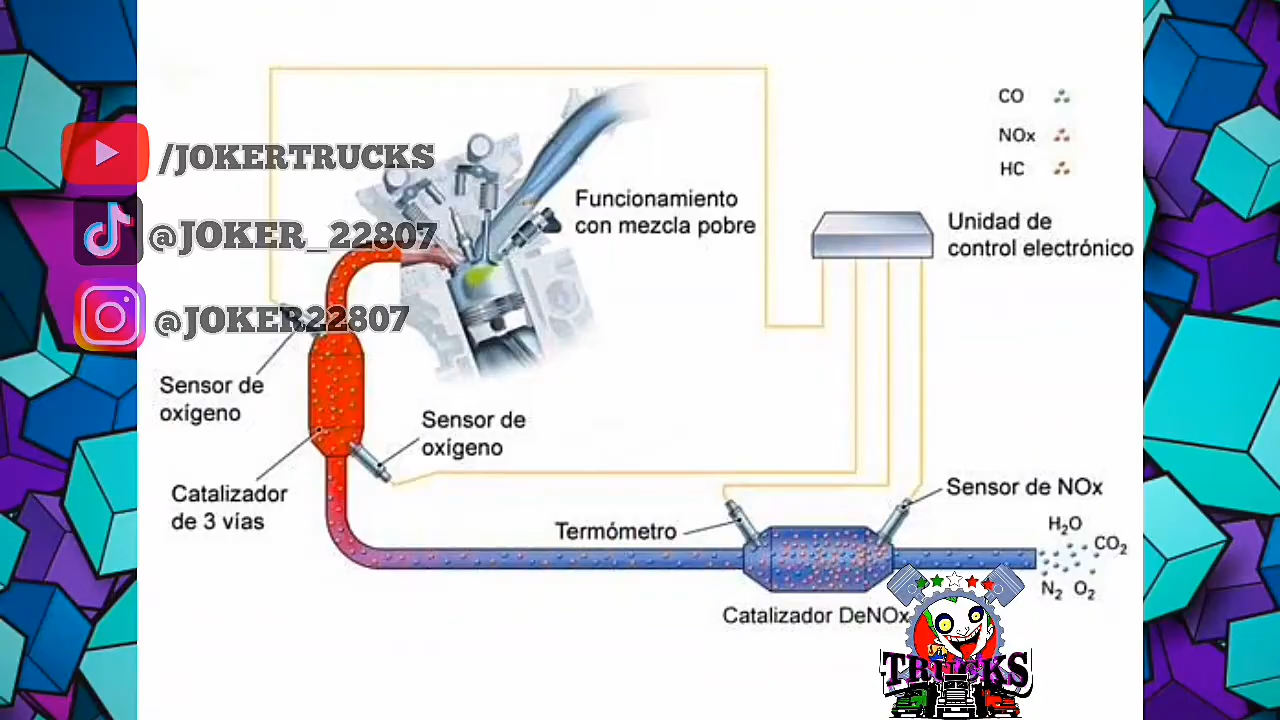 CO
NOx
HC
/JOKERTRUCKS
@JOKER_22807
@JOKER22807
Funcionamiento
con mezcla pobre
Unidad de
control electrónico
Sensor de
oxígeno
Sensor de
oxígeno
Catalizador
de 3 vías
Termómetro
Sensor de NOx
H₂O
CO₂
N₂ O₂
Catalizador DeNOx
TRUCKS